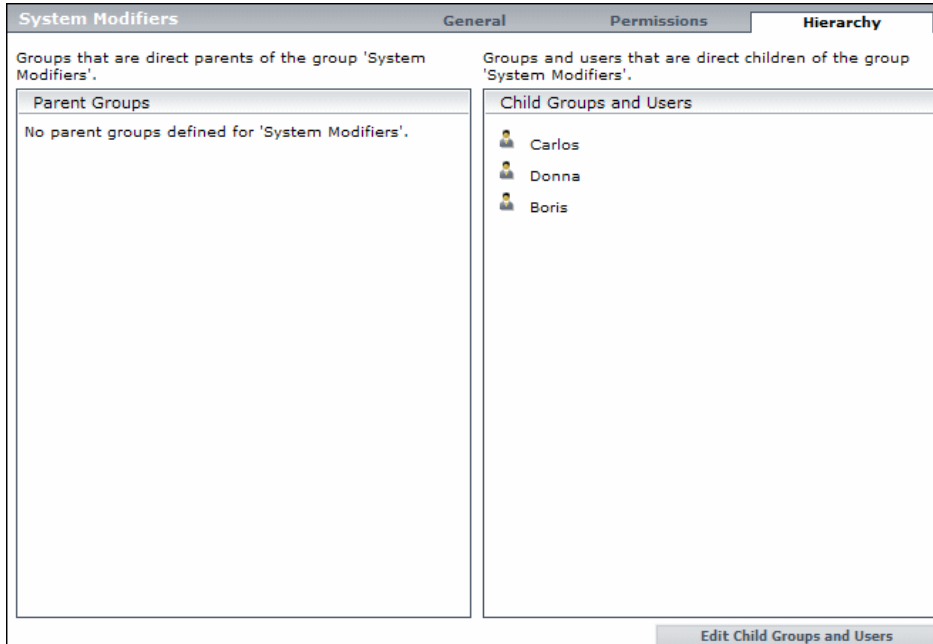 System Modifiers General Permissions Hierarchy
Groups that are direct parents of the group 'System
Modifiers'.
Parent Groups
No parent groups defined for 'System Modifiers'.
Groups and users that are direct children of the group
'System Modifiers'.
Child Groups and Users
Carlos
Donna
Boris
Edit Child Groups and Users